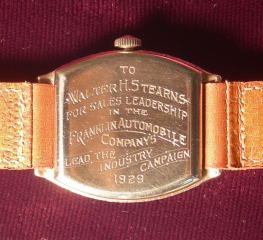 TO
WALTER H. STEARNS
FOR SALES LEADERSHIP
IN THE
FRANKLIN AUTOMOBILE
COMPANY'S
"LEAD THE INDUSTRY" CAMPAIGN
1929